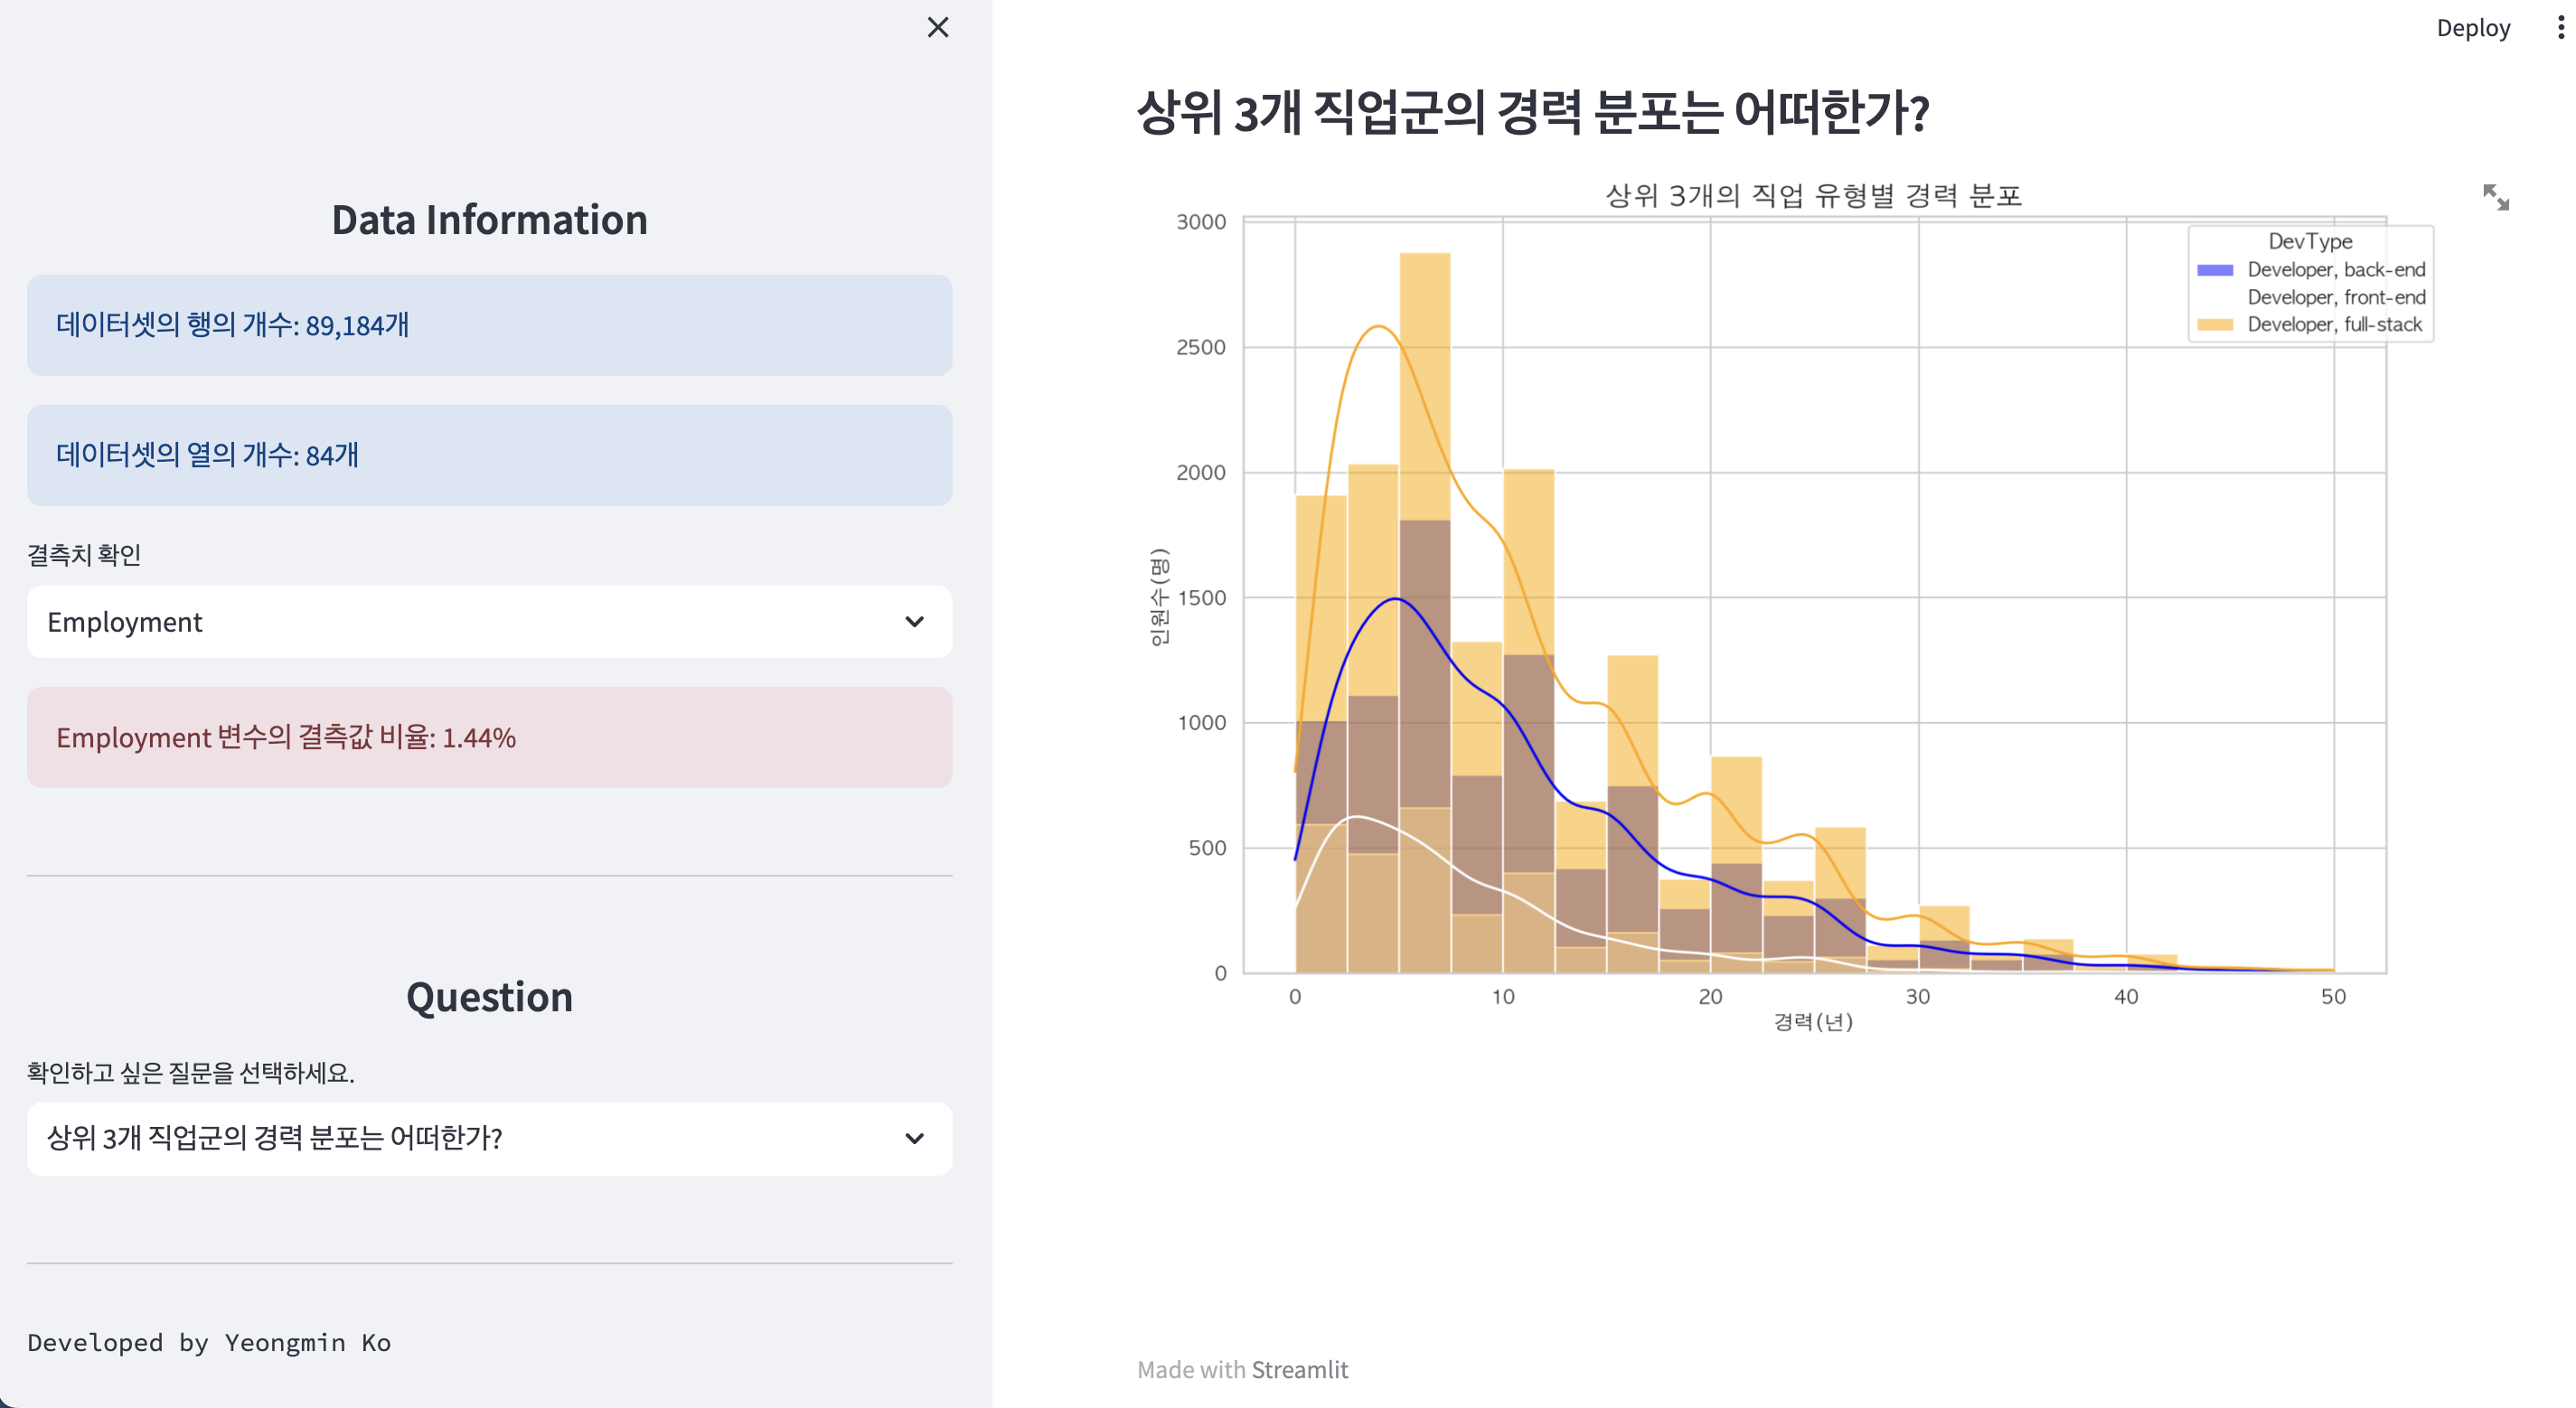 Deploy
Data Information
데이터셋의 행의 개수: 89,184개
데이터셋의 열의 개수: 84개
결측치 확인
Employment
Employment 변수의 결측값 비율: 1.44%
Question
확인하고 싶은 질문을 선택하세요.
상위 3개 직업군의 경력 분포는 어떠한가?
Developed by Yeongmin Ko
상위 3개 직업군의 경력 분포는 어떠한가?
상위 3개의 직업 유형별 경력 분포
DevType
Developer, back-end
Developer, front-end
Developer, full-stack
인원수(명)
3000
2500
2000
1500
1000
500
0
0 10 20 30 40 50
경력(년)
Made with Streamlit